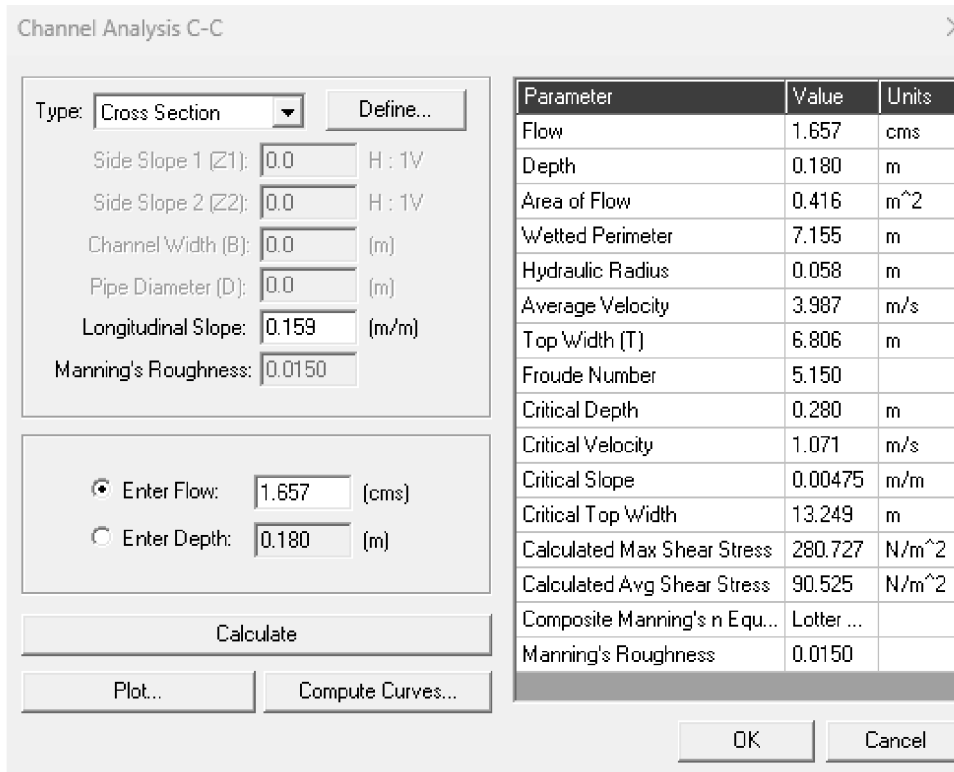 Channel Analysis C-C
Type: Cross Section Define...
Side Slope 1 (Z1): 0.0 H : 1V
Side Slope 2 (Z2): 0.0 H : 1V
Channel Width (B): 0.0 (m)
Pipe Diameter (D): 0.0 (m)
Longitudinal Slope: 0.159 (m/m)
Manning's Roughness: 0.0150
Enter Flow: 1.657 (cms)
Enter Depth: 0.180 (m)
Calculate
Plot... Compute Curves...
Parameter Value Units
Flow 1.657 cms
Depth 0.180 m
Area of Flow 0.416 m^2
Wetted Perimeter 7.155 m
Hydraulic Radius 0.058 m
Average Velocity 3.987 m/s
Top Width (T) 6.806 m
Froude Number 5.150
Critical Depth 0.280 m
Critical Velocity 1.071 m/s
Critical Slope 0.00475 m/m
Critical Top Width 13.249 m
Calculated Max Shear Stress 280.727 N/m^2
Calculated Avg Shear Stress 90.525 N/m^2
Composite Manning's n Equ... Lotter ...
Manning's Roughness 0.0150
OK Cancel